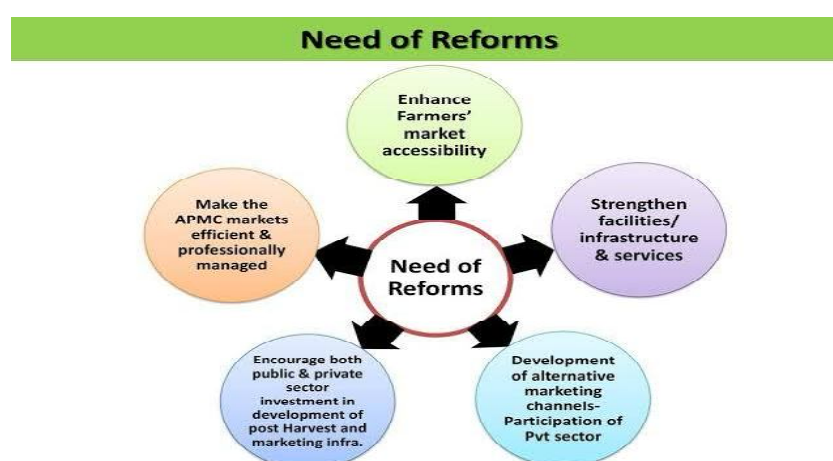 Need of Reforms
Enhance
Farmers'
market
accessibility
Make the
APMC markets
efficient &
professionally
managed
Strengthen
facilities/
infrastructure
& services
Need of
Reforms
Encourage both
public & private
sector
investment in
development of
post Harvest and
marketing infra.
Development
of alternative
marketing
channels-
Participation of
Pvt sector